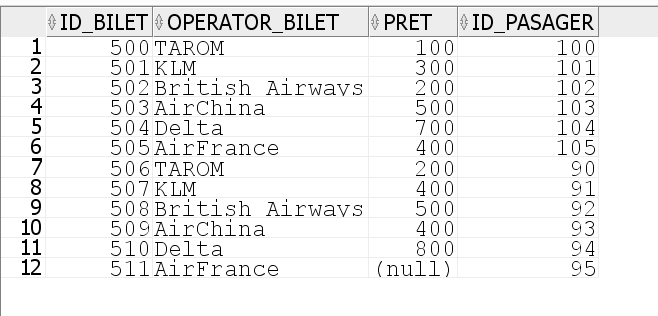 ID_BILET OPERATOR_BILET PRET ID_PASAGER
1 500 TAROM 100 100
2 501 KLM 300 101
3 502 British Airways 200 102
4 503 AirChina 500 103
5 504 Delta 700 104
6 505 AirFrance 400 105
7 506 TAROM 200 90
8 507 KLM 400 91
9 508 British Airways 500 92
10 509 AirChina 400 93
11 510 Delta 800 94
12 511 AirFrance (null) 95